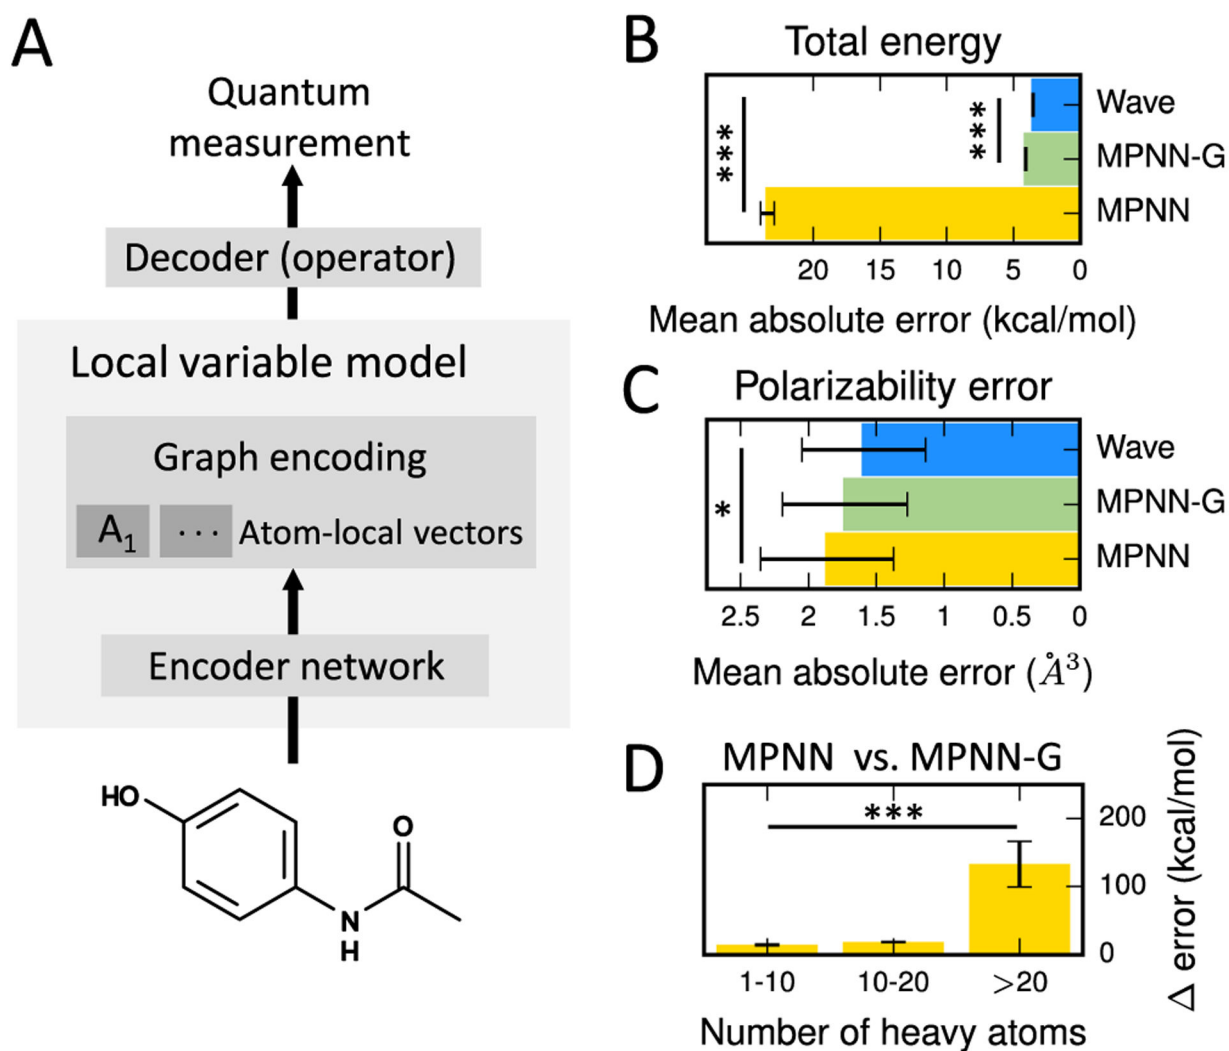 A
Quantum
measurement
Decoder (operator)
Local variable model
Graph encoding
A1 ··· Atom-local vectors
Encoder network
HO
O
N
H
B
Total energy
***
***
Wave
MPNN-G
MPNN
20 15 10 5 0
Mean absolute error (kcal/mol)
C
Polarizability error
*
Wave
MPNN-G
MPNN
2.5 2 1.5 1 0.5 0
Mean absolute error (Å³)
D
MPNN vs. MPNN-G
***
200
100
0
Δ error (kcal/mol)
1-10 10-20 >20
Number of heavy atoms